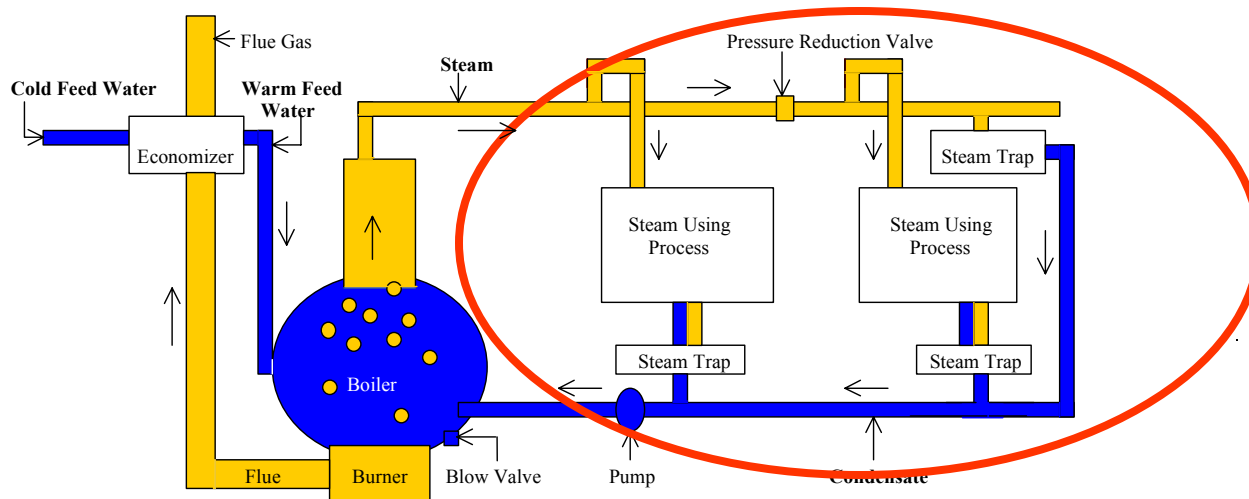 Flue Gas
Pressure Reduction Valve
Steam
Cold Feed Water
Warm Feed
Water
Economizer
Steam Trap
Steam Using
Process
Steam Using
Process
Steam Trap
Steam Trap
Boiler
Flue
Burner
Blow Valve
Pump
Condensate